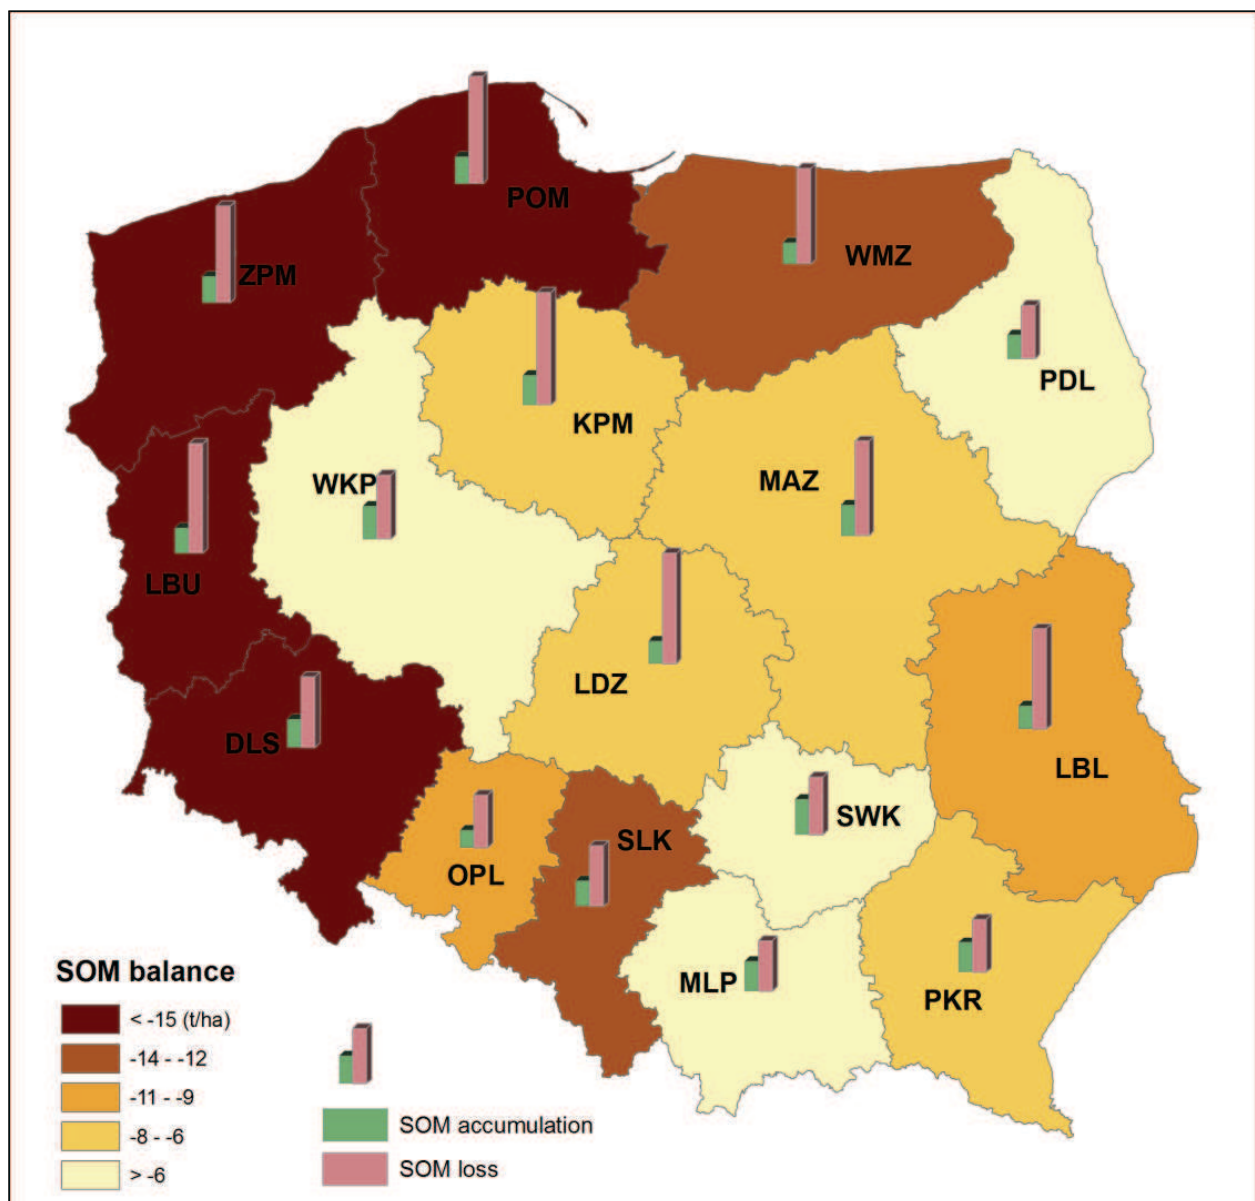 POM
WMZ
ZPM
PDL
KPM
WKP
MAZ
LBU
LDZ
DLS
LBL
SWK
SLK
OPL
MLP
PKR
SOM balance
< -15 (t/ha)
-14 - -12
-11 - -9
-8 - -6
> -6
SOM accumulation
SOM loss